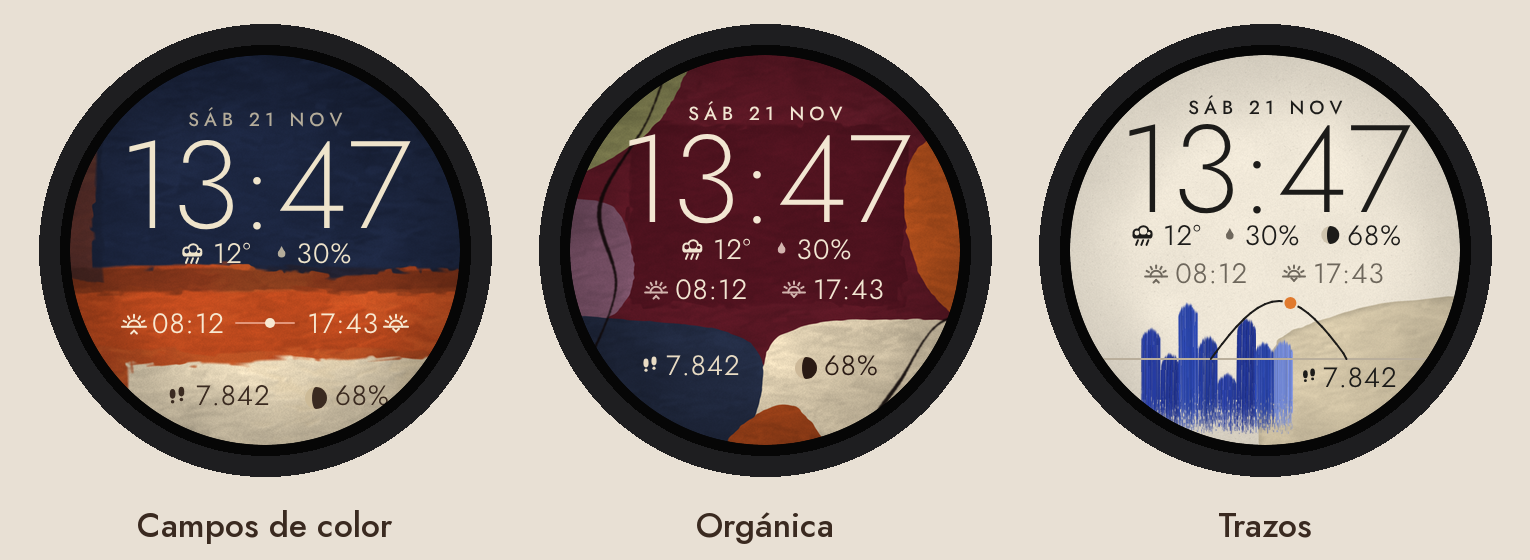 SÁB 21 NOV
13:47
12° 30%
08:12 17:43
7.842 68%
Campos de color
SÁB 21 NOV
13:47
12° 30%
08:12 17:43
7.842 68%
Orgánica
SÁB 21 NOV
13:47
12° 30% 68%
08:12 17:43
7.842
Trazos